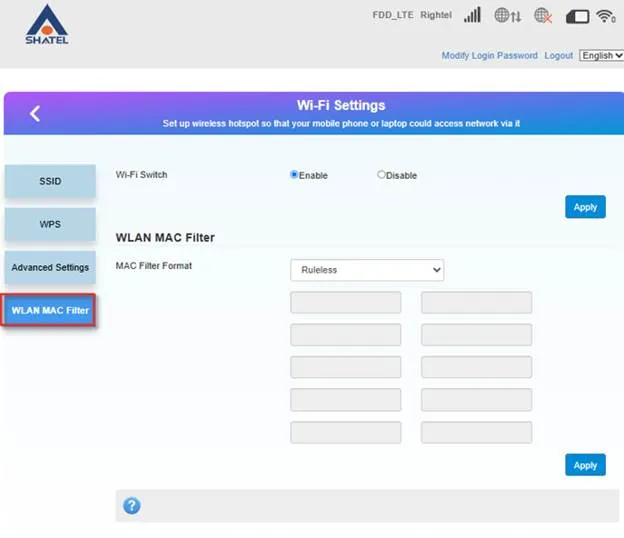 FDD_LTE Rightel
SHATEL
Modify Login Password Logout English
Wi-Fi Settings
Set up wireless hotspot so that your mobile phone or laptop could access network via it
SSID
WPS
Advanced Settings
WLAN MAC Filter
Wi-Fi Switch Enable Disable
Apply
WLAN MAC Filter
MAC Filter Format Ruleless
Apply
?